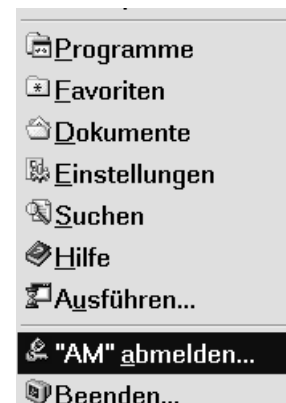 Programme
Favoriten
Dokumente
Einstellungen
Suchen
Hilfe
Ausführen...
"AM" abmelden...
Beenden...